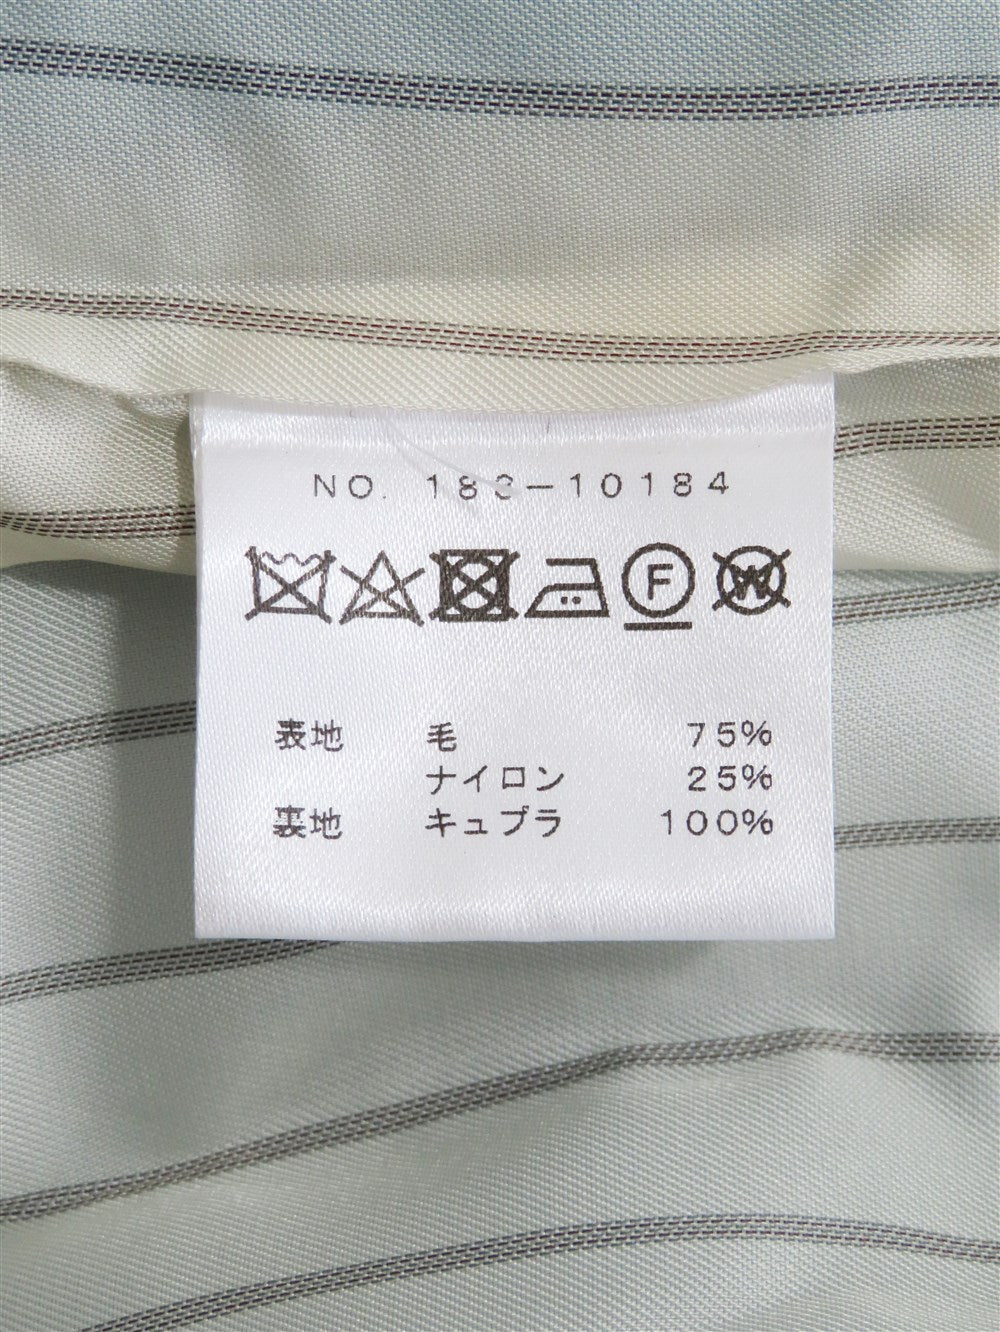 NO. 183-10184
F
W
表地 毛 75%
ナイロン 25%
裏地 キュプラ 100%